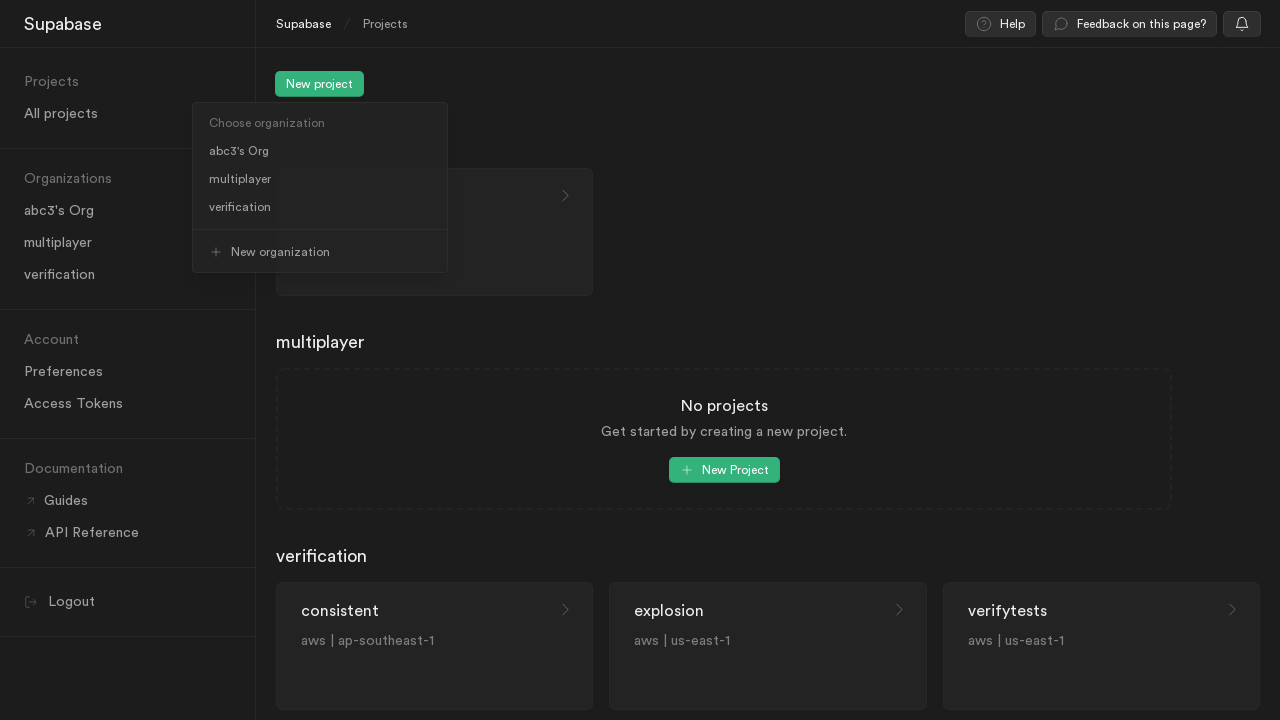 Supabase
Supabase / Projects
Help
Feedback on this page?
Projects
All projects
Organizations
abc3's Org
multiplayer
verification
Account
Preferences
Access Tokens
Documentation
Guides
API Reference
Logout
New project
Choose organization
abc3's Org
multiplayer
verification
New organization
multiplayer
No projects
Get started by creating a new project.
New Project
verification
consistent
aws | ap-southeast-1
explosion
aws | us-east-1
verifytests
aws | us-east-1